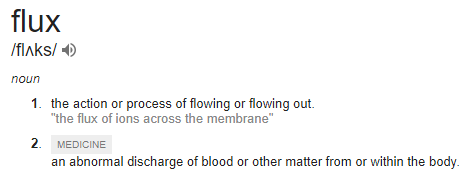 flux
/flʌks/
noun
1. the action or process of flowing or flowing out.
"the flux of ions across the membrane"
2. MEDICINE
an abnormal discharge of blood or other matter from or within the body.